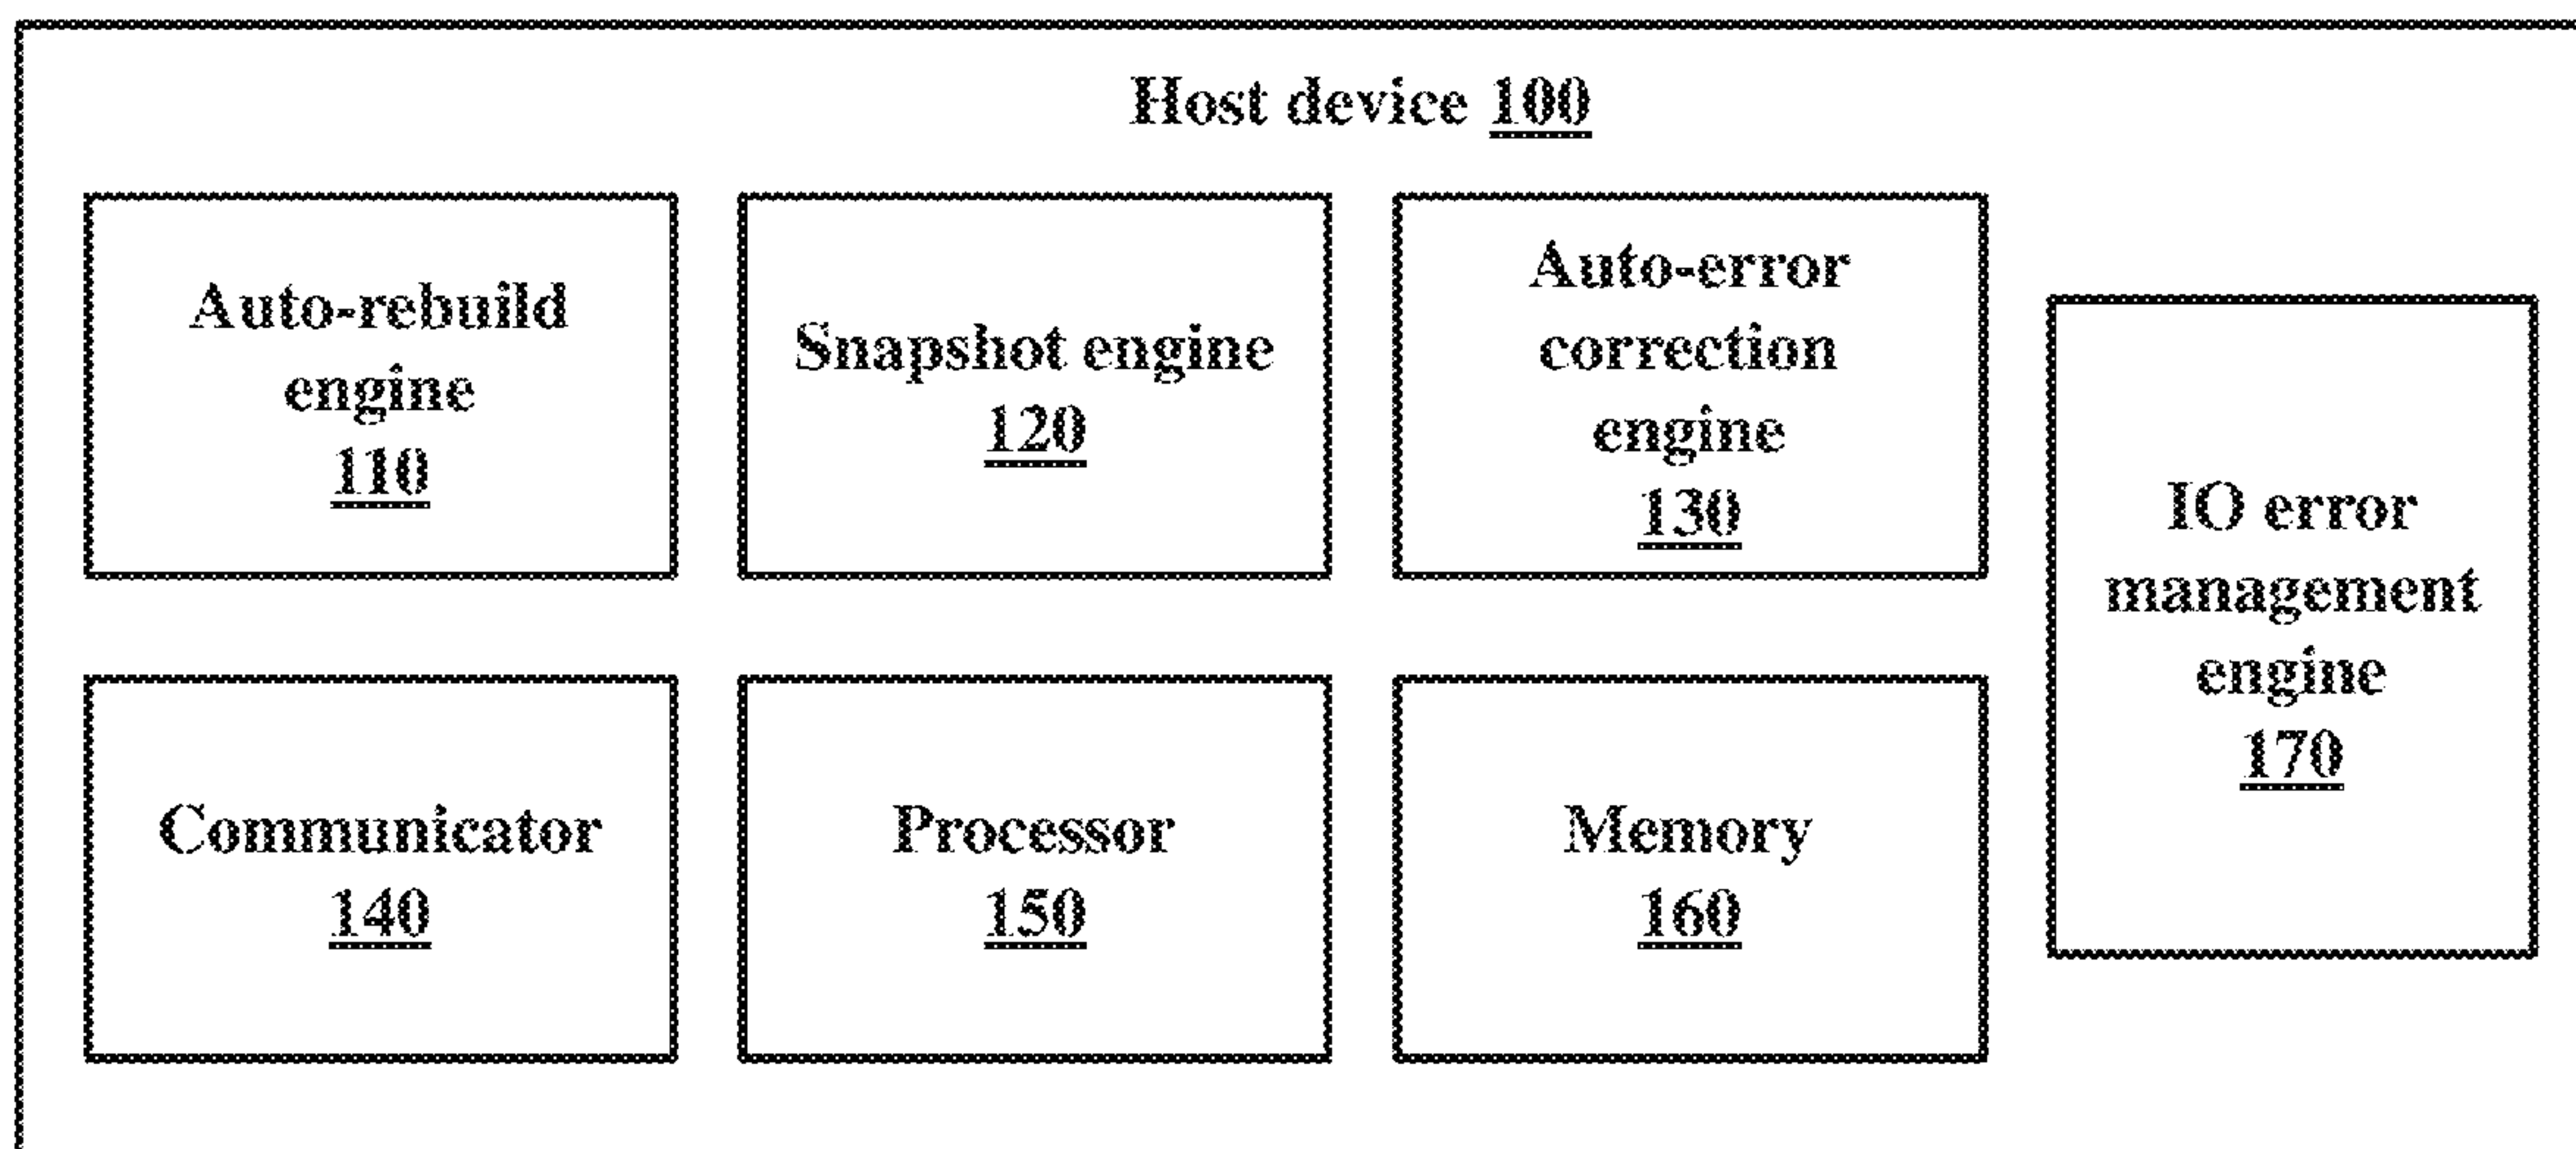 Host device 100
Auto-rebuild
engine
110
Snapshot engine
120
Auto-error
correction
engine
130
IO error
management
engine
170
Communicator
140
Processor
150
Memory
160